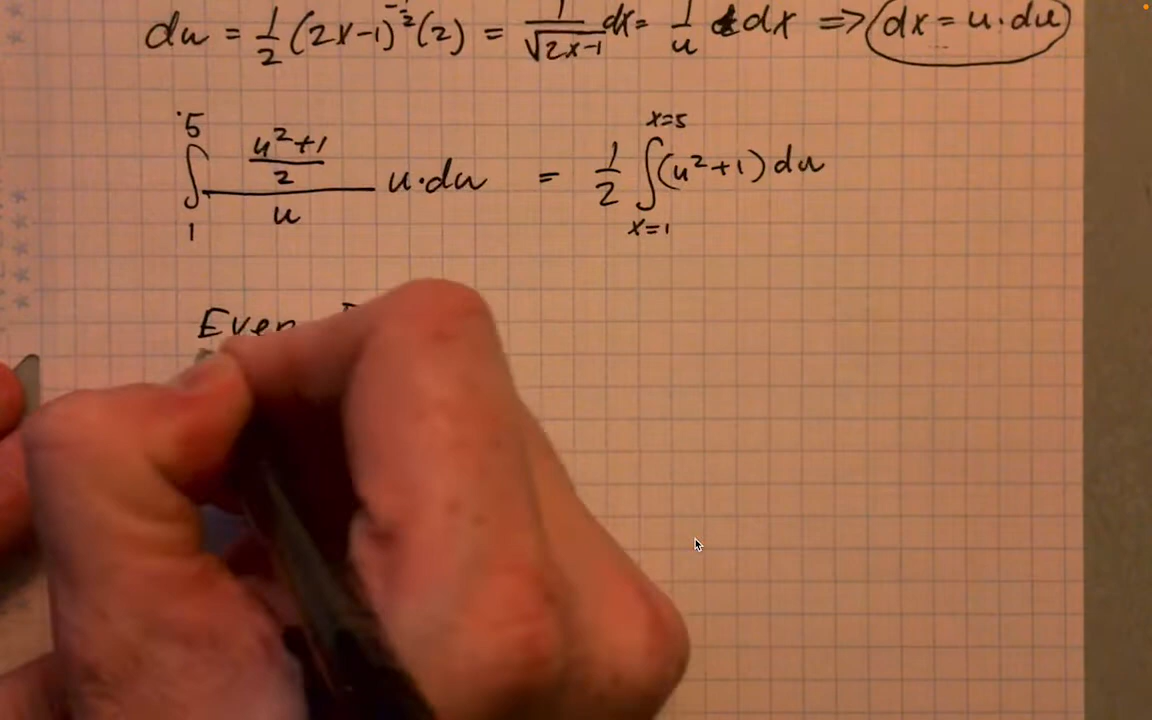 du = 1/2 (2x-1)^{-1/2} (2) = 1/√(2x-1) dx = 1/u dx => dx = u·du
∫_1^5 ((u²+1)/2)/u u·du = 1/2 ∫_{x=1}^{x=5} (u²+1) du
Even